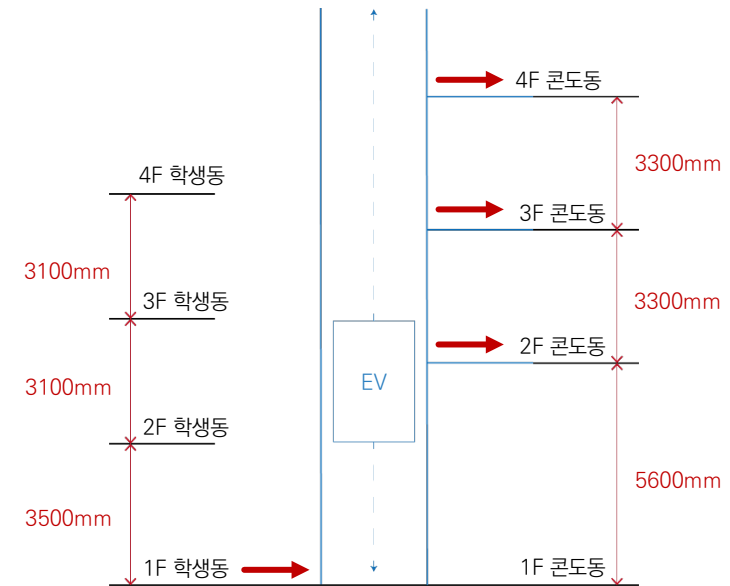 4F 콘도동
3300mm
4F 학생동
3F 콘도동
3100mm
3F 학생동
3300mm
2F 콘도동
EV
3100mm
2F 학생동
5600mm
3500mm
1F 학생동
1F 콘도동